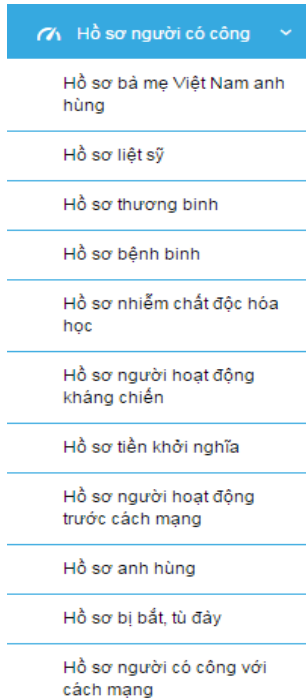 Hồ sơ người có công
Hồ sơ bà mẹ Việt Nam anh
hùng
Hồ sơ liệt sỹ
Hồ sơ thương binh
Hồ sơ bệnh binh
Hồ sơ nhiễm chất độc hóa
học
Hồ sơ người hoạt động
kháng chiến
Hồ sơ tiền khởi nghĩa
Hồ sơ người hoạt động
trước cách mạng
Hồ sơ anh hùng
Hồ sơ bị bắt, tù đày
Hồ sơ người có công với
cách mạng